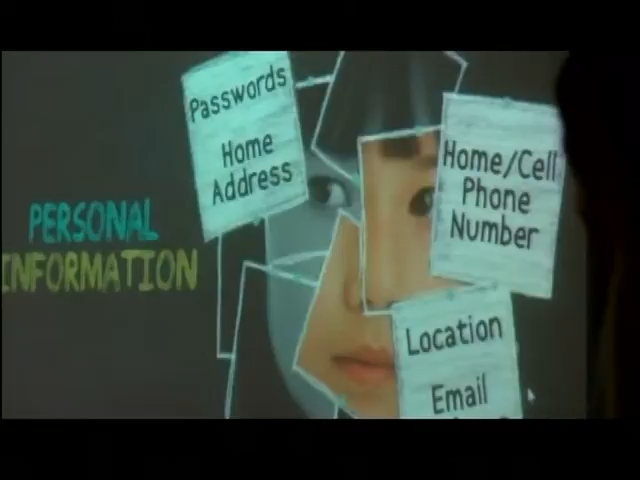 PERSONAL
INFORMATION
Passwords
Home
Address
Home/Cell
Phone
Number
Location
Email